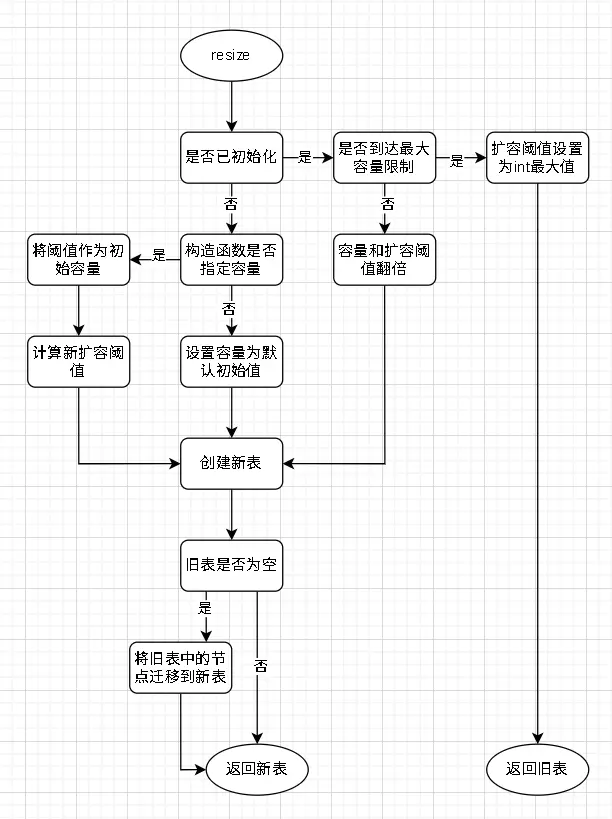 resize
是否已初始化
是
是否到达最大
容量限制
是
扩容阈值设置
为int最大值
否
否
将阈值作为初
始容量
是
构造函数是否
指定容量
容量和扩容阈
值翻倍
否
计算新扩容阈
值
设置容量为默
认初始值
创建新表
旧表是否为空
是
将旧表中的节
点迁移到新表
否
返回新表
返回旧表